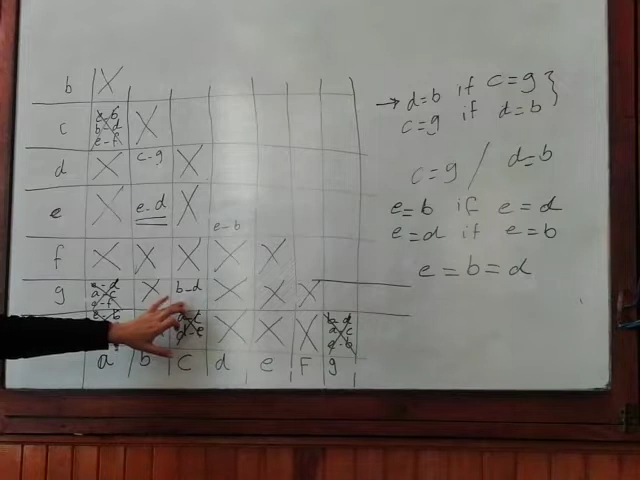 b X
c a-b b-d e-f X
d X c-g X
e X e-d X e-b
f X X X X X
g e-d a-c X b-d X X X
X X X
a b c d e f g
→ d=b if c=g }
c=g if d=b
c=g / d=b
e=b if e=d
e=d if e=b
e=b=d